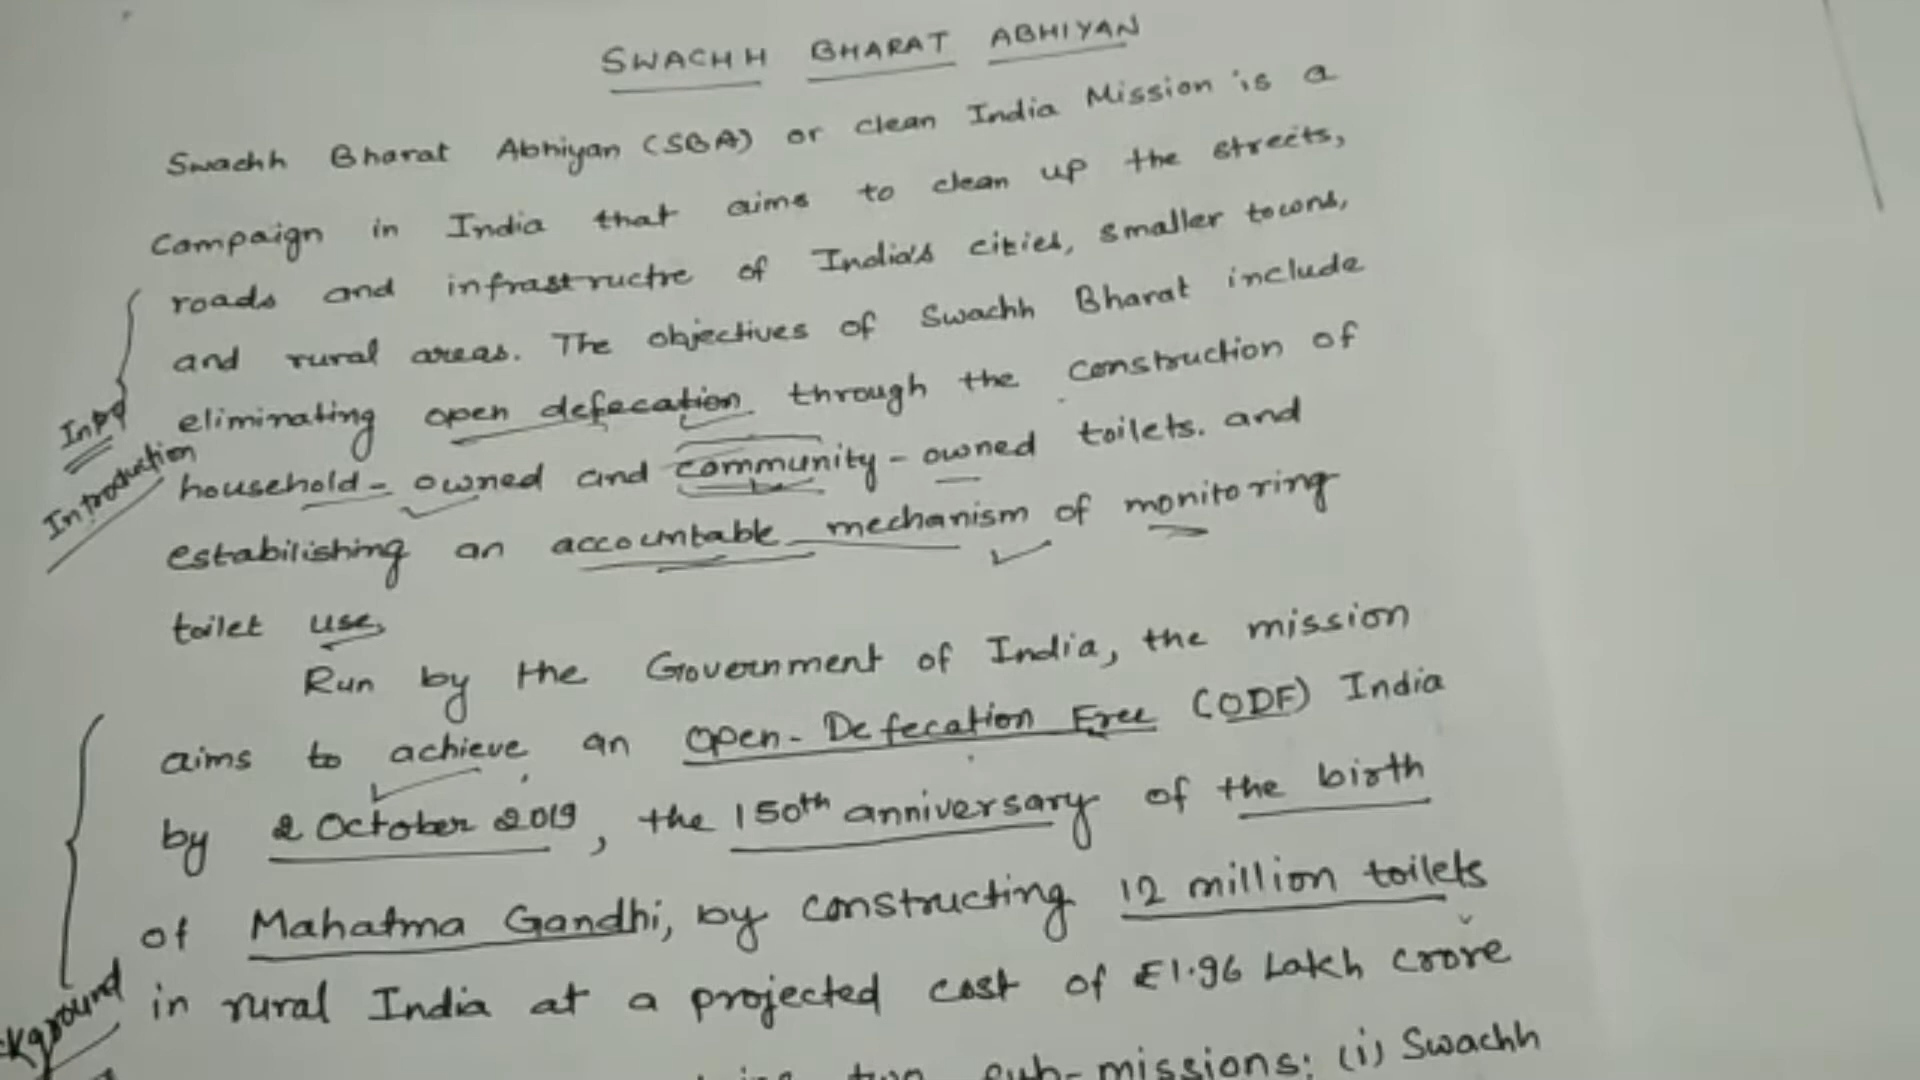 SWACHH BHARAT ABHIYAN
Swachh Bharat Abhiyan (SBA) or clean India Mission is a
Campaign in India that aims to clean up the streets,
roads and infrastructre of India's cities, smaller towns,
and rural areas. The objectives of Swachh Bharat include
eliminating open defecation through the construction of
household - owned and community - owned toilets. and
estabilishing an accountable mechanism of monitoring
toilet use.
Run by the Government of India, the mission
aims to achieve an Open - Defecation Free (ODF) India
by 2 October 2019, the 150th anniversary of the birth
of Mahatma Gandhi, by constructing 12 million toilets
in rural India at a projected cost of ₤1.96 Lakh crore
two sub-missions: (i) Swachh
Introduction
kground